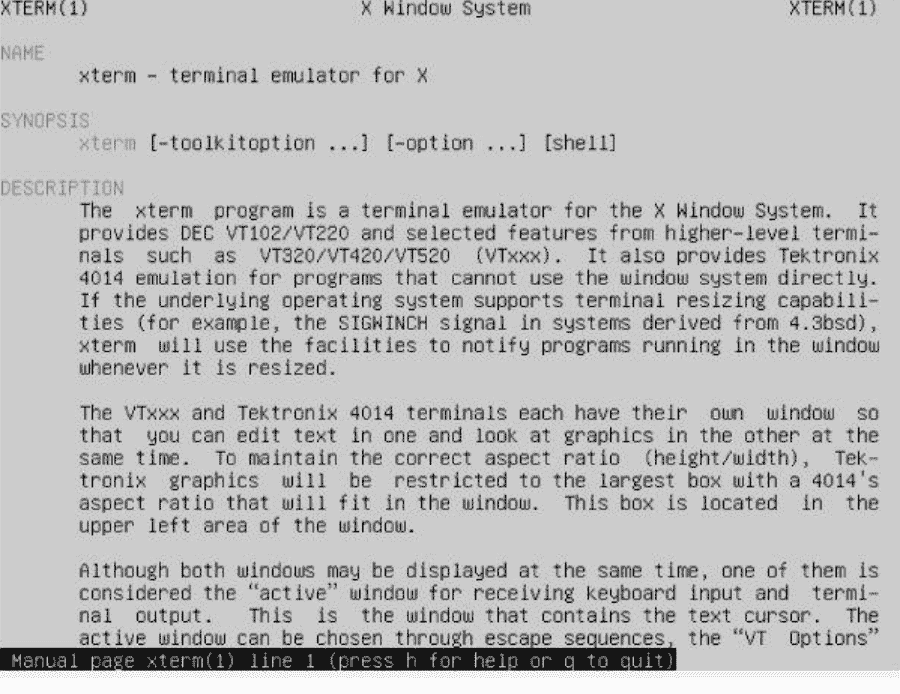 XTERM(1) X Window System XTERM(1)
NAME
xterm - terminal emulator for X
SYNOPSIS
xterm [-toolkitoption ...] [-option ...] [shell]
DESCRIPTION
The xterm program is a terminal emulator for the X Window System. It
provides DEC VT102/VT220 and selected features from higher-level termi-
nals such as VT320/VT420/VT520 (VTxxx). It also provides Tektronix
4014 emulation for programs that cannot use the window system directly.
If the underlying operating system supports terminal resizing capabili-
ties (for example, the SIGWINCH signal in systems derived from 4.3bsd),
xterm will use the facilities to notify programs running in the window
whenever it is resized.
The VTxxx and Tektronix 4014 terminals each have their own window so
that you can edit text in one and look at graphics in the other at the
same time. To maintain the correct aspect ratio (height/width), Tek-
tronix graphics will be restricted to the largest box with a 4014's
aspect ratio that will fit in the window. This box is located in the
upper left area of the window.
Although both windows may be displayed at the same time, one of them is
considered the “active” window for receiving keyboard input and termi-
nal output. This is the window that contains the text cursor. The
active window can be chosen through escape sequences, the “VT Options”
Manual page xterm(1) line 1 (press h for help or q to quit)